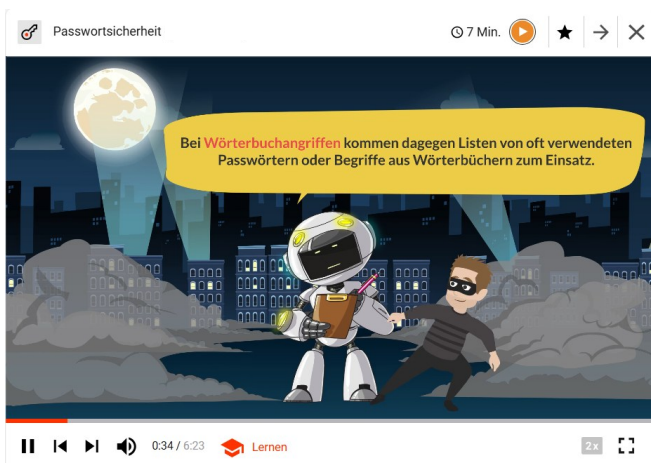 Passwortsicherheit
7 Min.
Bei Wörterbuchangriffen kommen dagegen Listen von oft verwendeten
Passwörtern oder Begriffe aus Wörterbüchern zum Einsatz.
0:34 / 6:23
Lernen
2x